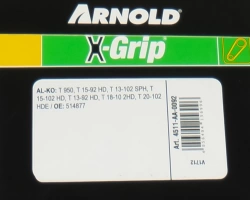 ARNOLD®
X-Grip®
AL-KO: T 950, T 15-92 HD, T 13-102 SPH, T
15-102 HD, T 13-92 HD, T 18-10 2HD, T 20-102
HDE / OE: 514877
Art. 4511-AA-0092
V1712